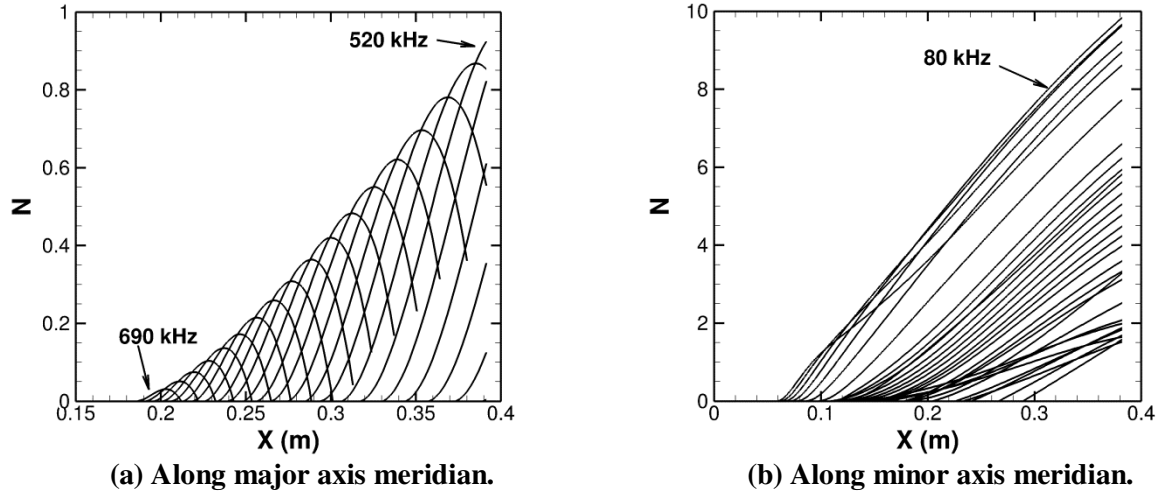 1
0.8
0.6
0.4
0.2
0
N
520 kHz
690 kHz
0.15 0.2 0.25 0.3 0.35 0.4
X (m)
(a) Along major axis meridian.
10
8
6
4
2
0
N
80 kHz
0 0.1 0.2 0.3 0.4
X (m)
(b) Along minor axis meridian.